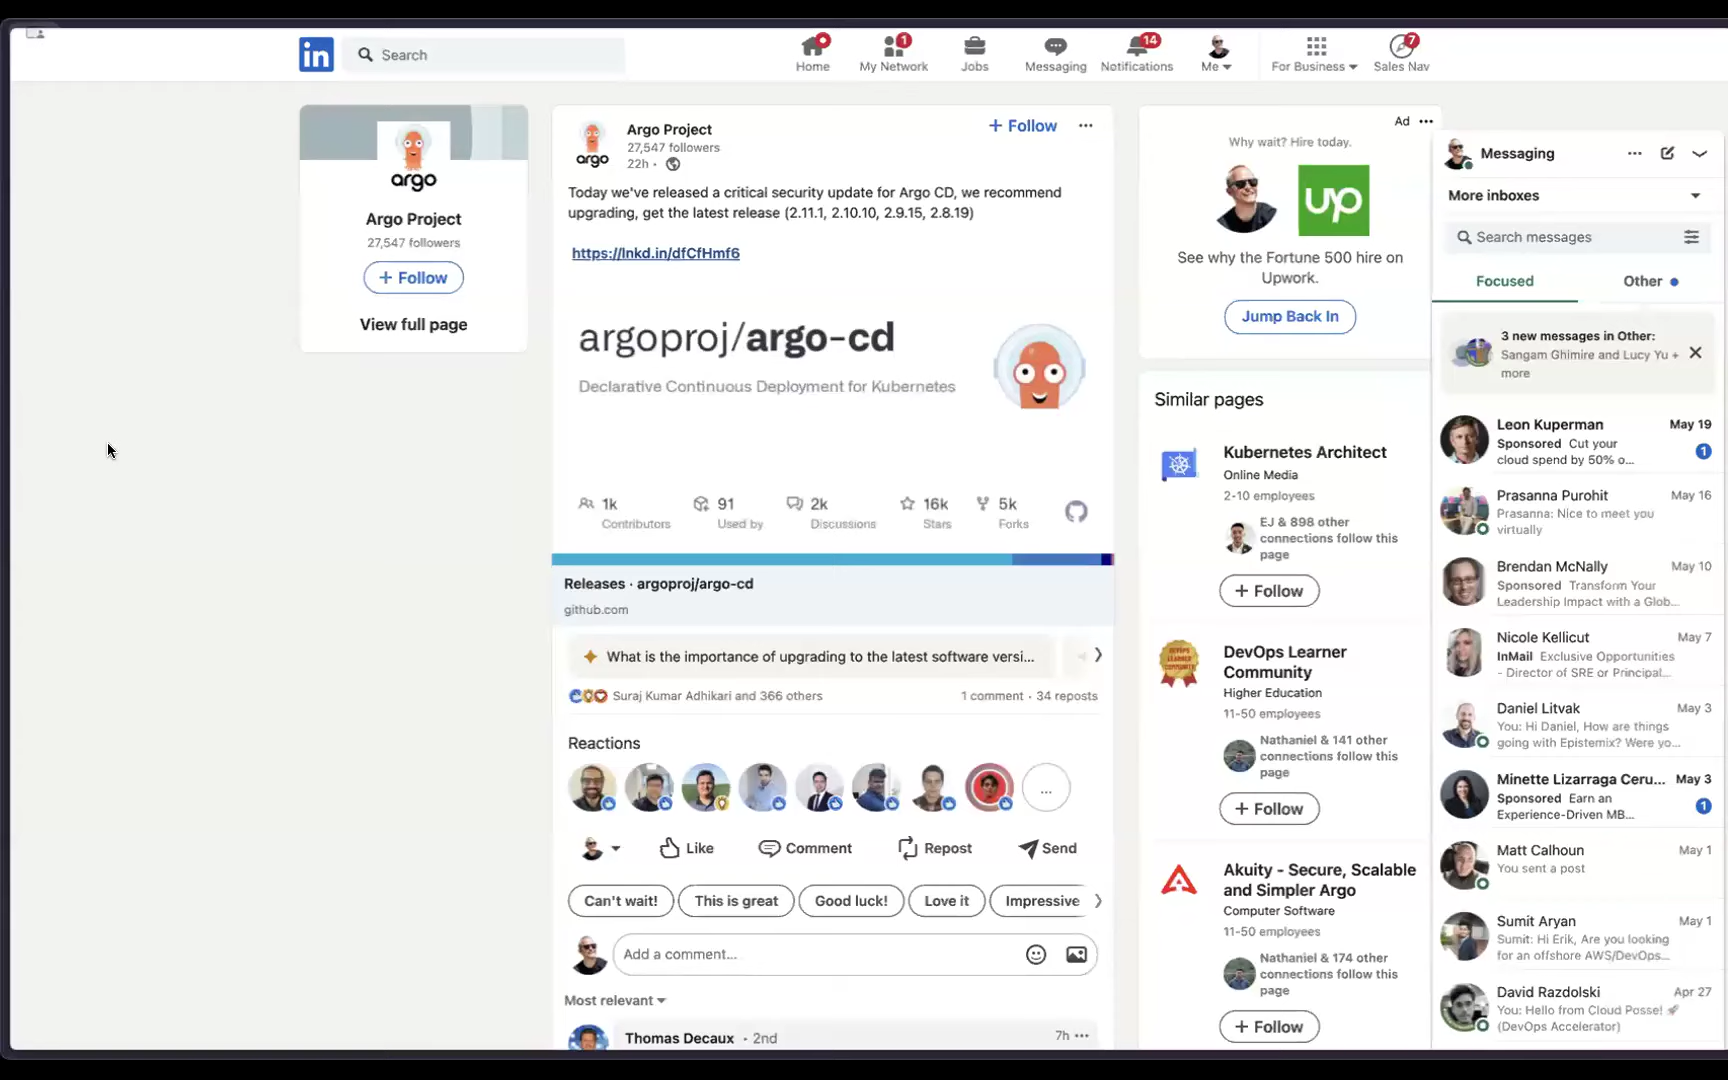 Search
Home
1
My Network
Jobs
Messaging
14
Notifications
Me
For Business
7
Sales Nav
argo
Argo Project
27,547 followers
+ Follow
View full page
argo
Argo Project
27,547 followers
22h •
+ Follow
Today we've released a critical security update for Argo CD, we recommend
upgrading, get the latest release (2.11.1, 2.10.10, 2.9.15, 2.8.19)
https://lnkd.in/dfCfHmf6
argoproj/argo-cd
Declarative Continuous Deployment for Kubernetes
1k
Contributors
91
Used by
2k
Discussions
16k
Stars
5k
Forks
Releases · argoproj/argo-cd
github.com
What is the importance of upgrading to the latest software versi...
Suraj Kumar Adhikari and 366 others
1 comment · 34 reposts
Reactions
Like
Comment
Repost
Send
Can't wait!
This is great
Good luck!
Love it
Impressive
Add a comment...
Most relevant
Thomas Decaux · 2nd
7h
Ad
Why wait? Hire today.
up
See why the Fortune 500 hire on
Upwork.
Jump Back In
Similar pages
Kubernetes Architect
Online Media
2-10 employees
EJ & 898 other
connections follow this
page
+ Follow
DEVOPS
LEARNER
COMMUNITY
DevOps Learner
Community
Higher Education
11-50 employees
Nathaniel & 141 other
connections follow this
page
+ Follow
Akuity - Secure, Scalable
and Simpler Argo
Computer Software
11-50 employees
Nathaniel & 174 other
connections follow this
page
+ Follow
Messaging
More inboxes
Search messages
Focused
Other
3 new messages in Other:
Sangam Ghimire and Lucy Yu +
more
Leon Kuperman
May 19
Sponsored Cut your
cloud spend by 50% o...
1
Prasanna Purohit
May 16
Prasanna: Nice to meet you
virtually
Brendan McNally
May 10
Sponsored Transform Your
Leadership Impact with a Glob...
Nicole Kellicut
May 7
InMail Exclusive Opportunities
- Director of SRE or Principal...
Daniel Litvak
May 3
You: Hi Daniel, How are things
going with Epistemix? Were yo...
Minette Lizarraga Ceru...
May 3
Sponsored Earn an
Experience-Driven MB...
1
Matt Calhoun
May 1
You sent a post
Sumit Aryan
May 1
Sumit: Hi Erik, Are you looking
for an offshore AWS/DevOps...
David Razdolski
Apr 27
You: Hello from Cloud Posse! 🚀
(DevOps Accelerator)